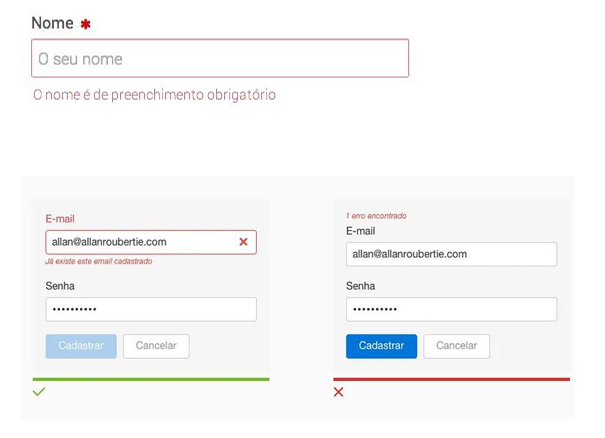 Nome *
O seu nome
O nome é de preenchimento obrigatório
E-mail
allan@allanroubertie.com
Já existe este email cadastrado
Senha
••••••••••
Cadastrar Cancelar
1 erro encontrado
E-mail
allan@allanroubertie.com
Senha
••••••••••
Cadastrar Cancelar